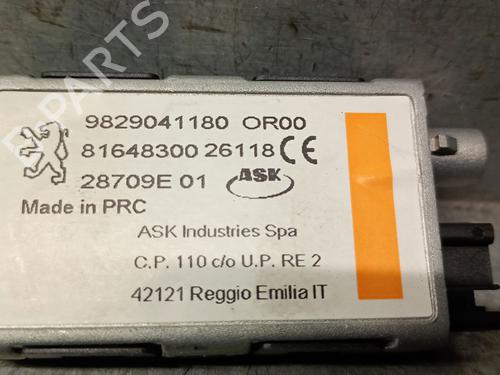 9829041180 OR00
81648300 26118 CE
28709E 01 ASK
Made in PRC
ASK Industries Spa
C.P. 110 c/o U.P. RE 2
42121 Reggio Emilia IT
B-PARTS